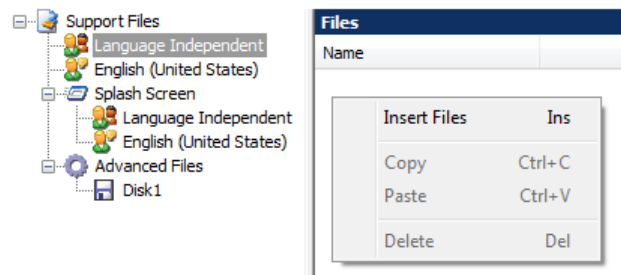 Support Files
Language Independent
English (United States)
Splash Screen
Language Independent
English (United States)
Advanced Files
Disk1
Files
Name
Insert Files Ins
Copy Ctrl+C
Paste Ctrl+V
Delete Del